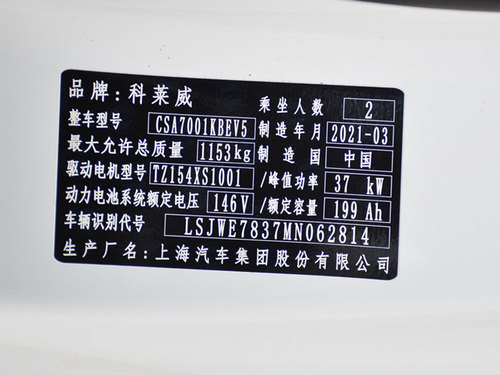 品牌：科莱威 乘坐人数 2
整车型号 CSA7001KBEV5 制造年月 2021-03
最大允许总质量 1153kg 制造国 中国
驱动电机型号 TZ154XS1001 /峰值功率 37 kW
动力电池系统额定电压 146V /额定容量 199 Ah
车辆识别代号 LSJWE7837MN062814
生产厂名：上海汽车集团股份有限公司